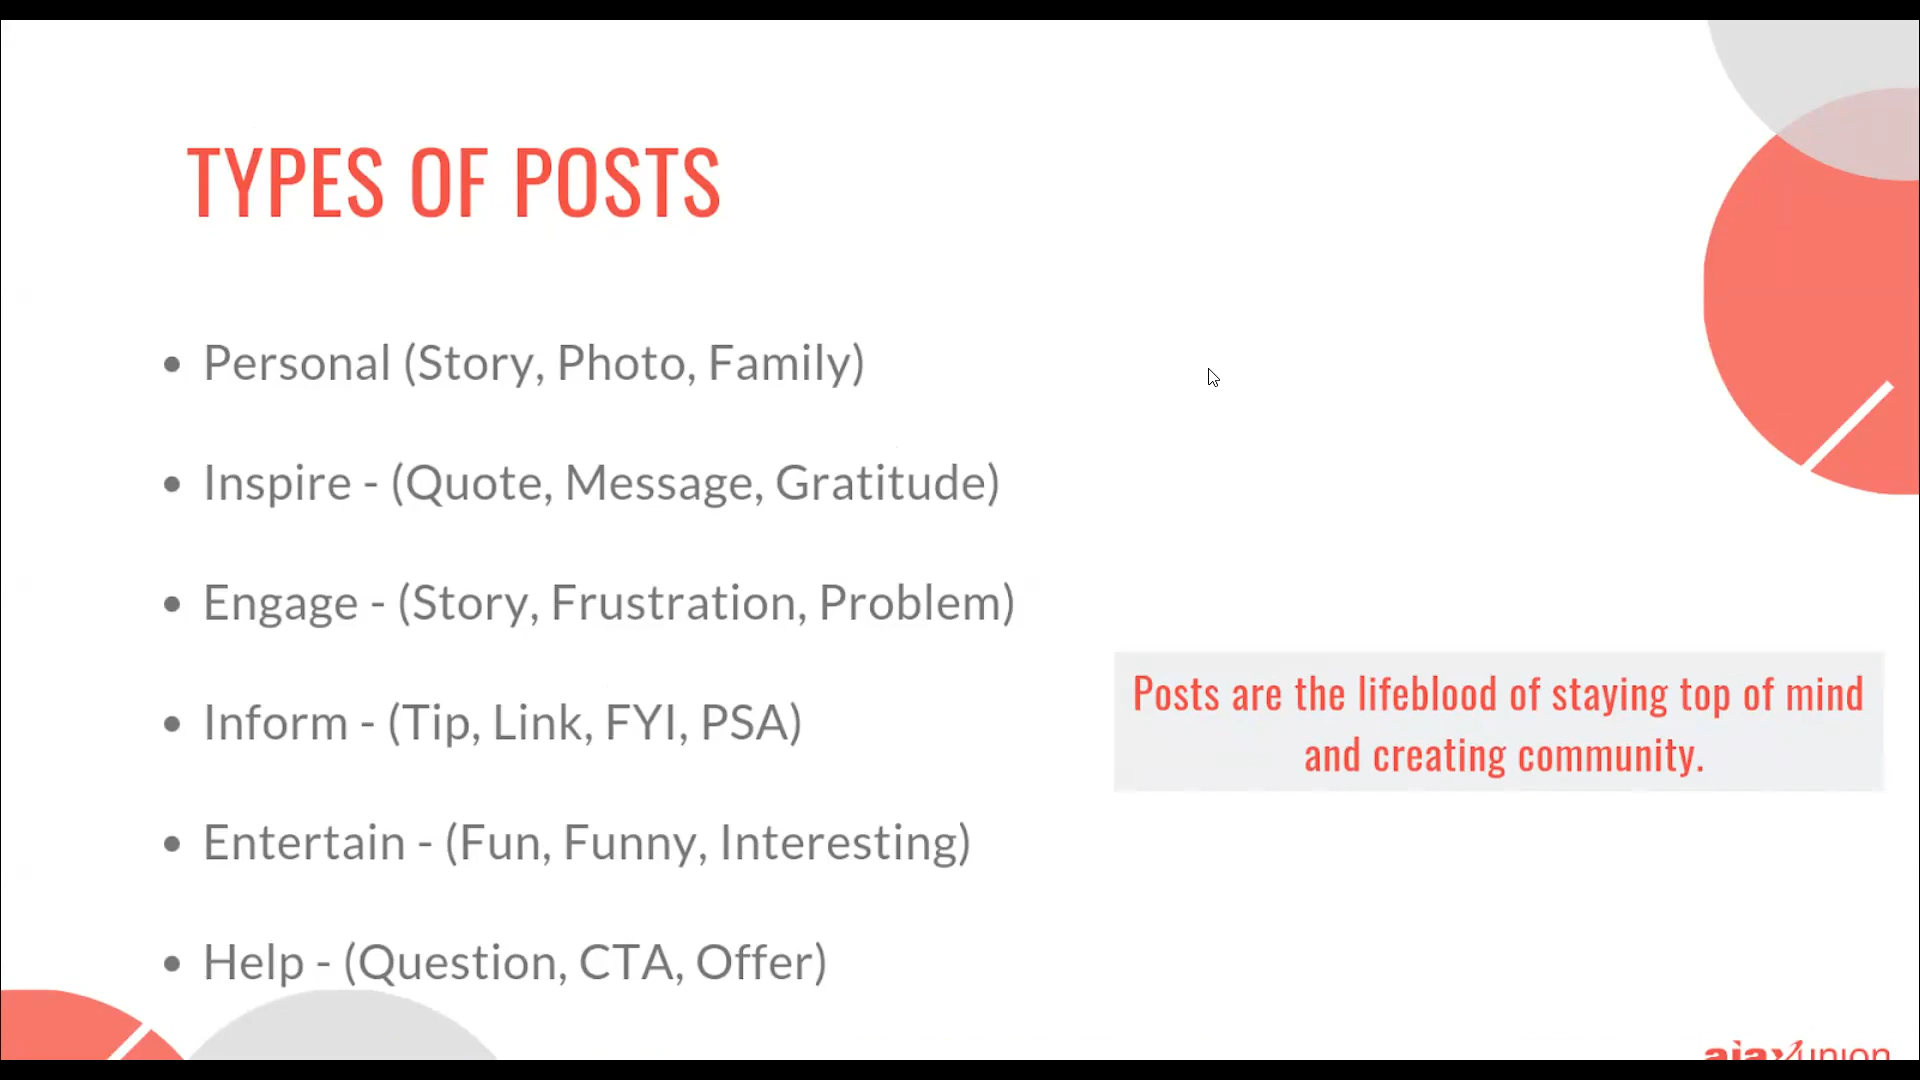 TYPES OF POSTS
• Personal (Story, Photo, Family)
• Inspire - (Quote, Message, Gratitude)
• Engage - (Story, Frustration, Problem)
• Inform - (Tip, Link, FYI, PSA)
Posts are the lifeblood of staying top of mind
and creating community.
• Entertain - (Fun, Funny, Interesting)
• Help - (Question, CTA, Offer)
ajax union